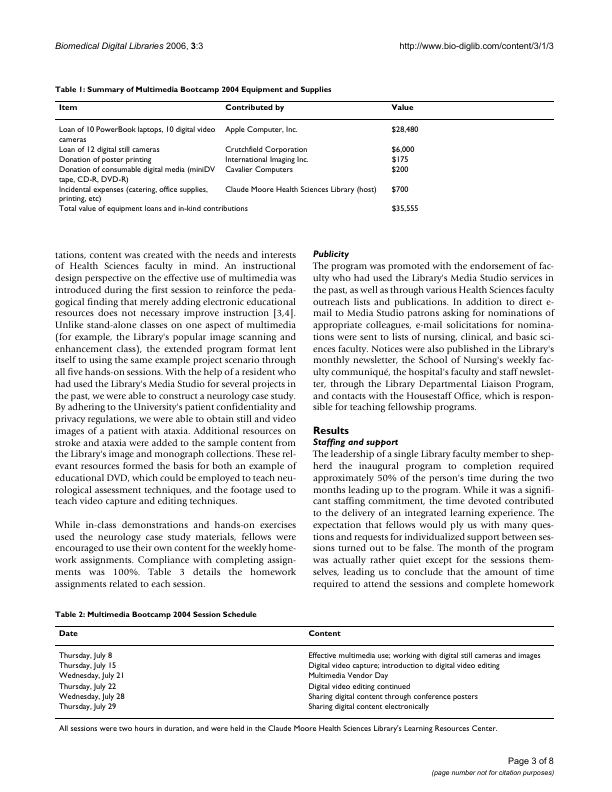 Biomedical Digital Libraries 2006, 3:3
http://www.bio-diglib.com/content/3/1/3
Table 1: Summary of Multimedia Bootcamp 2004 Equipment and Supplies
Item Contributed by Value
Loan of 10 PowerBook laptops, 10 digital video Apple Computer, Inc. $28,480
cameras
Loan of 12 digital still cameras Crutchfield Corporation $6,000
Donation of poster printing International Imaging Inc. $175
Donation of consumable digital media (miniDV Cavalier Computers $200
tape, CD-R, DVD-R)
Incidental expenses (catering, office supplies, Claude Moore Health Sciences Library (host) $700
printing, etc)
Total value of equipment loans and in-kind contributions $35,555
tations, content was created with the needs and interests
of Health Sciences faculty in mind. An instructional
design perspective on the effective use of multimedia was
introduced during the first session to reinforce the peda-
gogical finding that merely adding electronic educational
resources does not necessary improve instruction [3,4].
Unlike stand-alone classes on one aspect of multimedia
(for example, the Library's popular image scanning and
enhancement class), the extended program format lent
itself to using the same example project scenario through
all five hands-on sessions. With the help of a resident who
had used the Library's Media Studio for several projects in
the past, we were able to construct a neurology case study.
By adhering to the University's patient confidentiality and
privacy regulations, we were able to obtain still and video
images of a patient with ataxia. Additional resources on
stroke and ataxia were added to the sample content from
the Library's image and monograph collections. These rel-
evant resources formed the basis for both an example of
educational DVD, which could be employed to teach neu-
rological assessment techniques, and the footage used to
teach video capture and editing techniques.
While in-class demonstrations and hands-on exercises
used the neurology case study materials, fellows were
encouraged to use their own content for the weekly home-
work assignments. Compliance with completing assign-
ments was 100%. Table 3 details the homework
assignments related to each session.
Publicity
The program was promoted with the endorsement of fac-
ulty who had used the Library's Media Studio services in
the past, as well as through various Health Sciences faculty
outreach lists and publications. In addition to direct e-
mail to Media Studio patrons asking for nominations of
appropriate colleagues, e-mail solicitations for nomina-
tions were sent to lists of nursing, clinical, and basic sci-
ences faculty. Notices were also published in the Library's
monthly newsletter, the School of Nursing's weekly fac-
ulty communiqué, the hospital's faculty and staff newslet-
ter, through the Library Departmental Liaison Program,
and contacts with the Housestaff Office, which is respon-
sible for teaching fellowship programs.
Results
Staffing and support
The leadership of a single Library faculty member to shep-
herd the inaugural program to completion required
approximately 50% of the person's time during the two
months leading up to the program. While it was a signifi-
cant staffing commitment, the time devoted contributed
to the delivery of an integrated learning experience. The
expectation that fellows would ply us with many ques-
tions and requests for individualized support between ses-
sions turned out to be false. The month of the program
was actually rather quiet except for the sessions them-
selves, leading us to conclude that the amount of time
required to attend the sessions and complete homework
Table 2: Multimedia Bootcamp 2004 Session Schedule
Date Content
Thursday, July 8 Effective multimedia use; working with digital still cameras and images
Thursday, July 15 Digital video capture; introduction to digital video editing
Wednesday, July 21 Multimedia Vendor Day
Thursday, July 22 Digital video editing continued
Wednesday, July 28 Sharing digital content through conference posters
Thursday, July 29 Sharing digital content electronically
All sessions were two hours in duration, and were held in the Claude Moore Health Sciences Library's Learning Resources Center.
Page 3 of 8
(page number not for citation purposes)